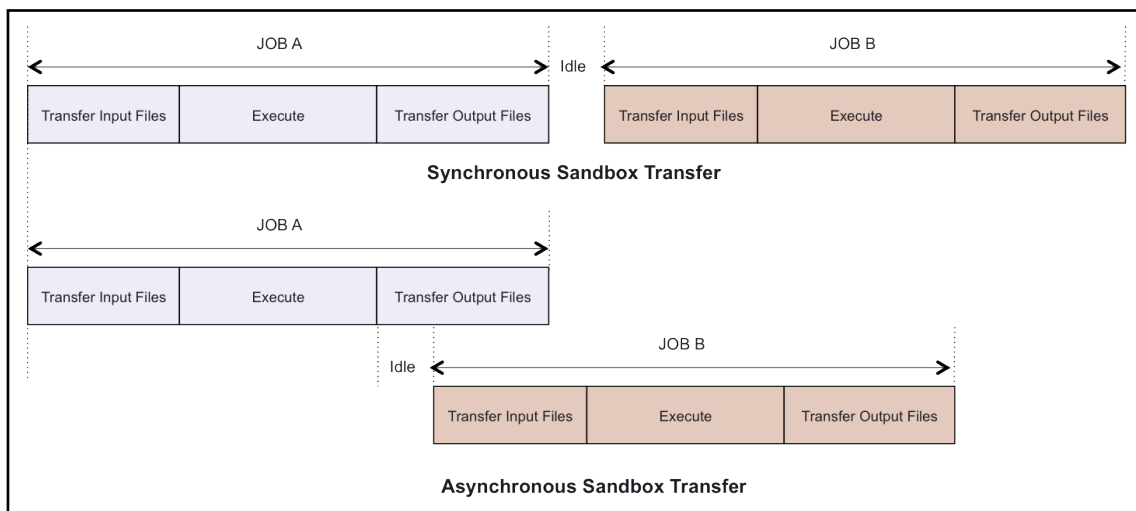 JOB A
Idle
JOB B
Transfer Input Files
Execute
Transfer Output Files
Transfer Input Files
Execute
Transfer Output Files
Synchronous Sandbox Transfer
JOB A
Transfer Input Files
Execute
Transfer Output Files
Idle
JOB B
Transfer Input Files
Execute
Transfer Output Files
Asynchronous Sandbox Transfer